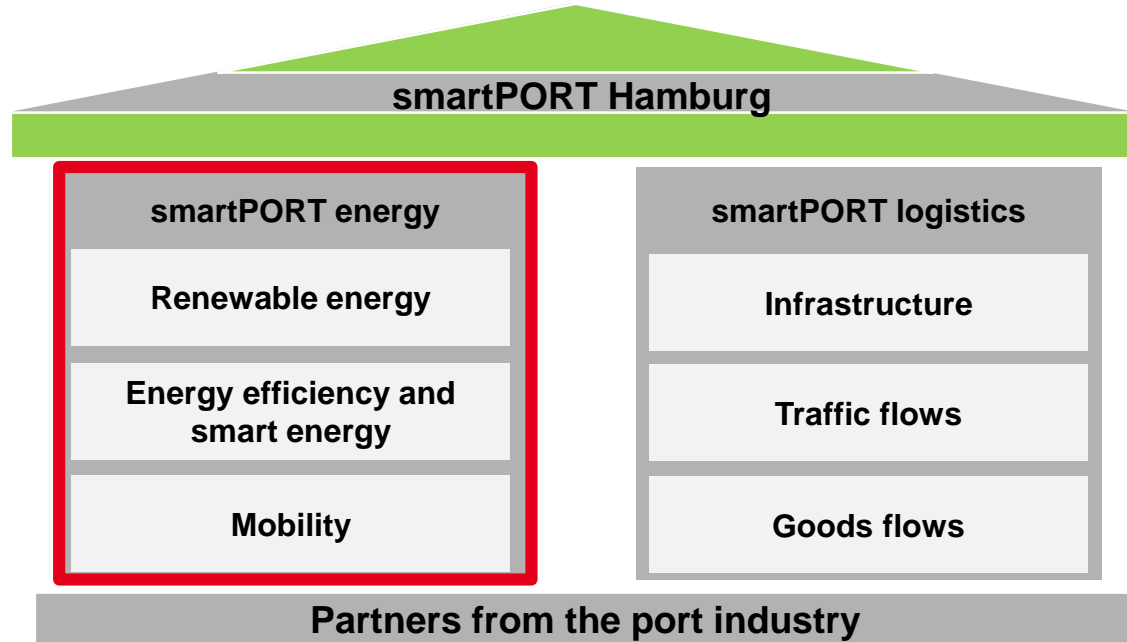 smartPORT Hamburg
smartPORT energy
Renewable energy
Energy efficiency and
smart energy
Mobility
smartPORT logistics
Infrastructure
Traffic flows
Goods flows
Partners from the port industry